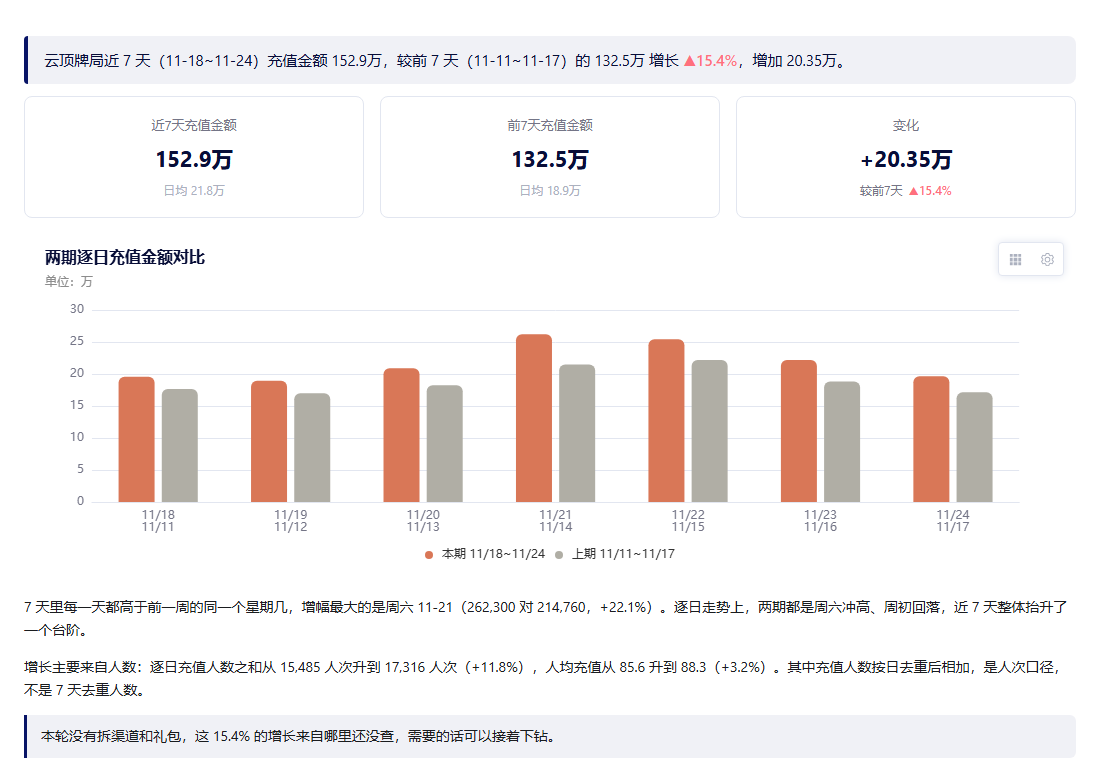 云顶牌局近 7 天（11-18~11-24）充值金额 152.9万，较前 7 天（11-11~11-17）的 132.5万 增长 ▲15.4%，增加 20.35万。
近7天充值金额
152.9万
日均 21.8万
前7天充值金额
132.5万
日均 18.9万
变化
+20.35万
较前7天 ▲15.4%
两期逐日充值金额对比
单位：万
30
25
20
15
10
5
0
11/18
11/11
11/19
11/12
11/20
11/13
11/21
11/14
11/22
11/15
11/23
11/16
11/24
11/17
本期 11/18~11/24 上期 11/11~11/17
7 天里每一天都高于前一周的同一个星期几，增幅最大的是周六 11-21（262,300 对 214,760，+22.1%）。逐日走势上，两期都是周六冲高、周初回落，近 7 天整体抬升了
一个台阶。
增长主要来自人数：逐日充值人数之和从 15,485 人次升到 17,316 人次（+11.8%），人均充值从 85.6 升到 88.3（+3.2%）。其中充值人数按日去重后相加，是人次口径，
不是 7 天去重人数。
本轮没有拆渠道和礼包，这 15.4% 的增长来自哪里还没查，需要的话可以接着下钻。